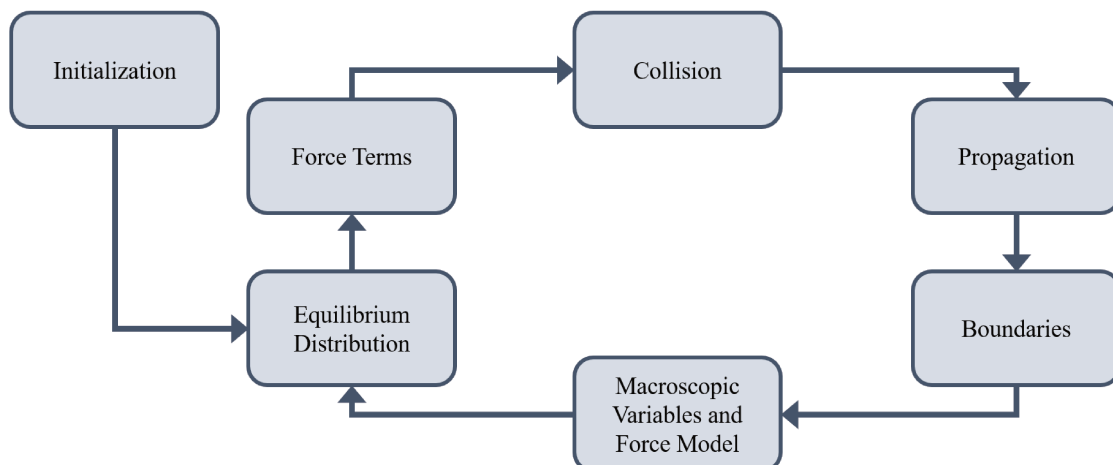 Initialization
Collision
Force Terms
Propagation
Equilibrium
Distribution
Boundaries
Macroscopic
Variables and
Force Model